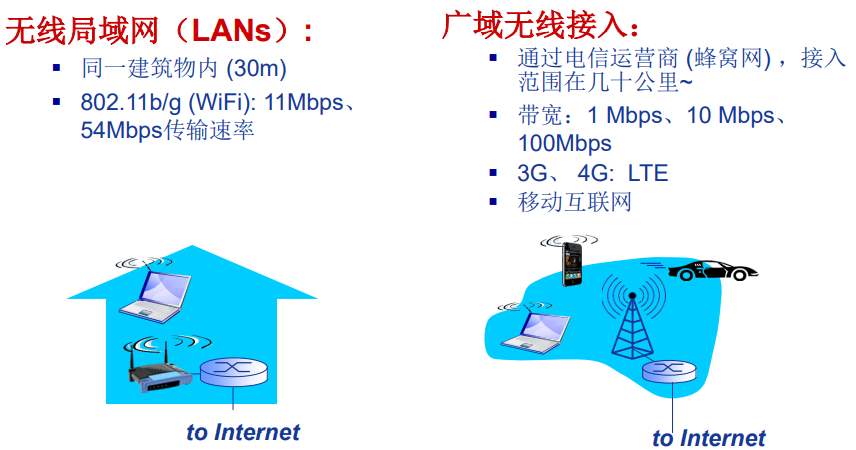 无线局域网（LANs）:
▪ 同一建筑物内 (30m)
▪ 802.11b/g (WiFi): 11Mbps、
54Mbps传输速率
to Internet
广域无线接入：
▪ 通过电信运营商 (蜂窝网) ，接入
范围在几十公里~
▪ 带宽：1 Mbps、10 Mbps、
100Mbps
▪ 3G、 4G: LTE
▪ 移动互联网
to Internet